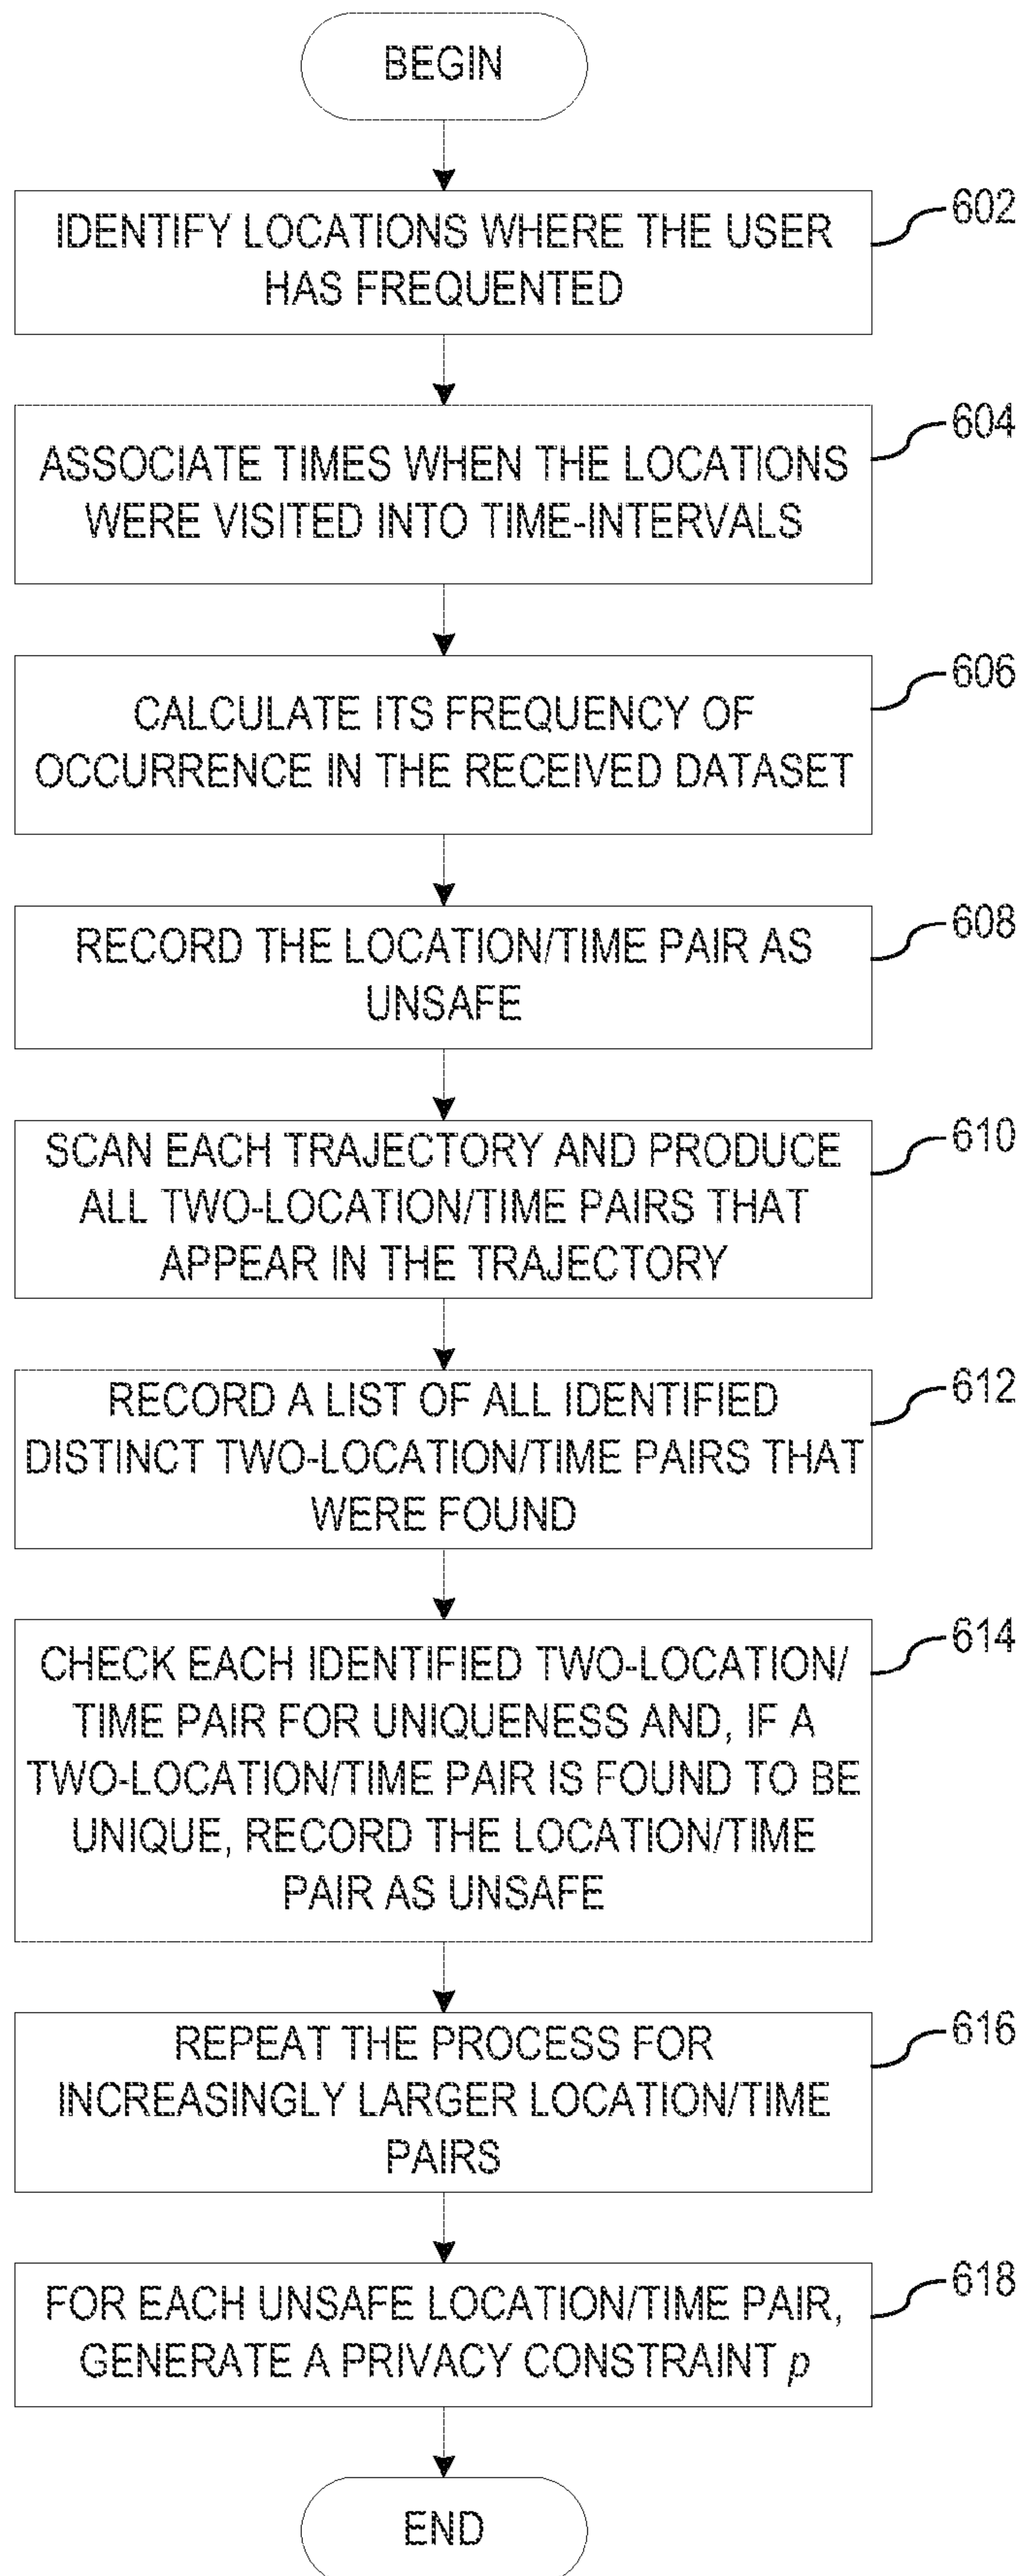 BEGIN
IDENTIFY LOCATIONS WHERE THE USER
HAS FREQUENTED
602
ASSOCIATE TIMES WHEN THE LOCATIONS
WERE VISITED INTO TIME-INTERVALS
604
CALCULATE ITS FREQUENCY OF
OCCURRENCE IN THE RECEIVED DATASET
606
RECORD THE LOCATION/TIME PAIR AS
UNSAFE
608
SCAN EACH TRAJECTORY AND PRODUCE
ALL TWO-LOCATION/TIME PAIRS THAT
APPEAR IN THE TRAJECTORY
610
RECORD A LIST OF ALL IDENTIFIED
DISTINCT TWO-LOCATION/TIME PAIRS THAT
WERE FOUND
612
CHECK EACH IDENTIFIED TWO-LOCATION/
TIME PAIR FOR UNIQUENESS AND, IF A
TWO-LOCATION/TIME PAIR IS FOUND TO BE
UNIQUE, RECORD THE LOCATION/TIME
PAIR AS UNSAFE
614
REPEAT THE PROCESS FOR
INCREASINGLY LARGER LOCATION/TIME
PAIRS
616
FOR EACH UNSAFE LOCATION/TIME PAIR,
GENERATE A PRIVACY CONSTRAINT p
618
END